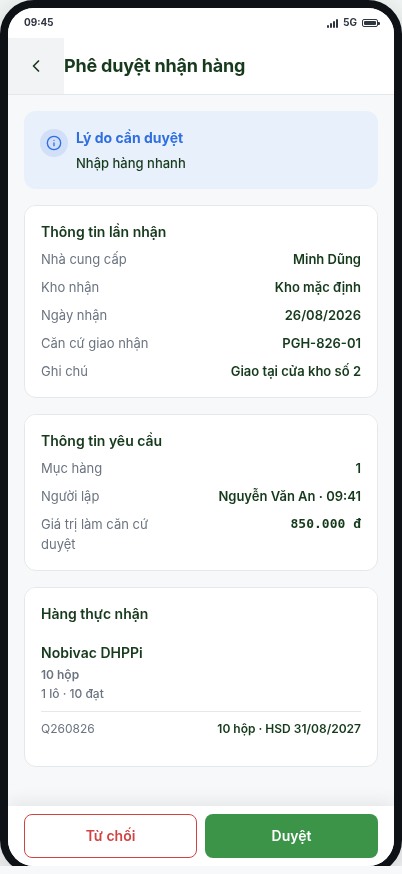 09:45 5G
Phê duyệt nhận hàng
Lý do cần duyệt
Nhập hàng nhanh
Thông tin lần nhận
Nhà cung cấp Minh Dũng
Kho nhận Kho mặc định
Ngày nhận 26/08/2026
Căn cứ giao nhận PGH-826-01
Ghi chú Giao tại cửa kho số 2
Thông tin yêu cầu
Mục hàng 1
Người lập Nguyễn Văn An · 09:41
Giá trị làm căn cứ 850.000 đ
duyệt
Hàng thực nhận
Nobivac DHPPi
10 hộp
1 lô · 10 đạt
Q260826 10 hộp · HSD 31/08/2027
Từ chối Duyệt